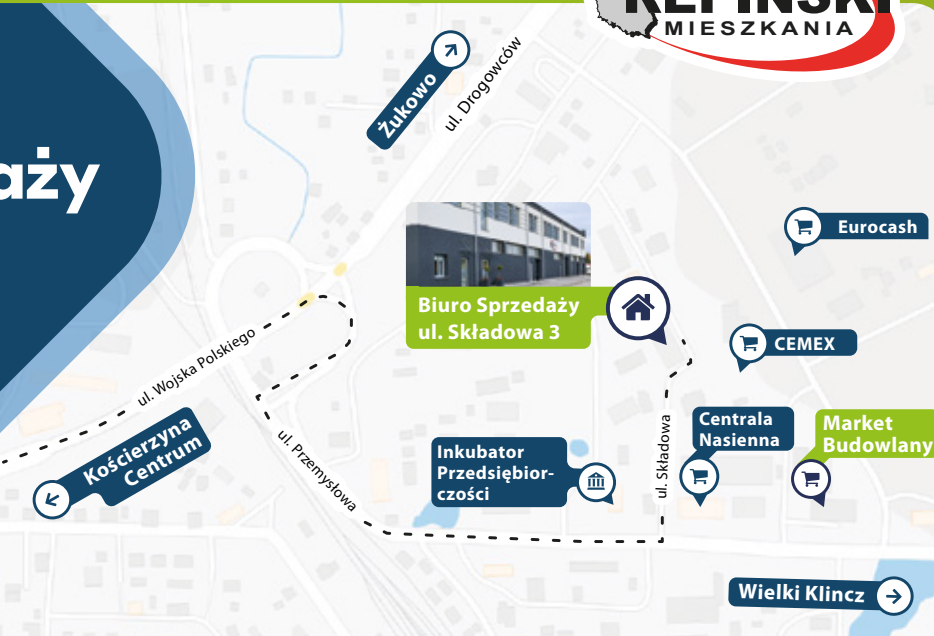 MIESZKANIA
Żukowo
ul. Drogowców
Eurocash
Biuro Sprzedaży
ul. Składowa 3
CEMEX
ul. Wojska Polskiego
Kościerzyna
Centrum
ul. Przemysłowa
Inkubator
Przedsiębior-
czości
ul. Składowa
Centrala
Nasienna
Market
Budowlany
Wielki Klincz